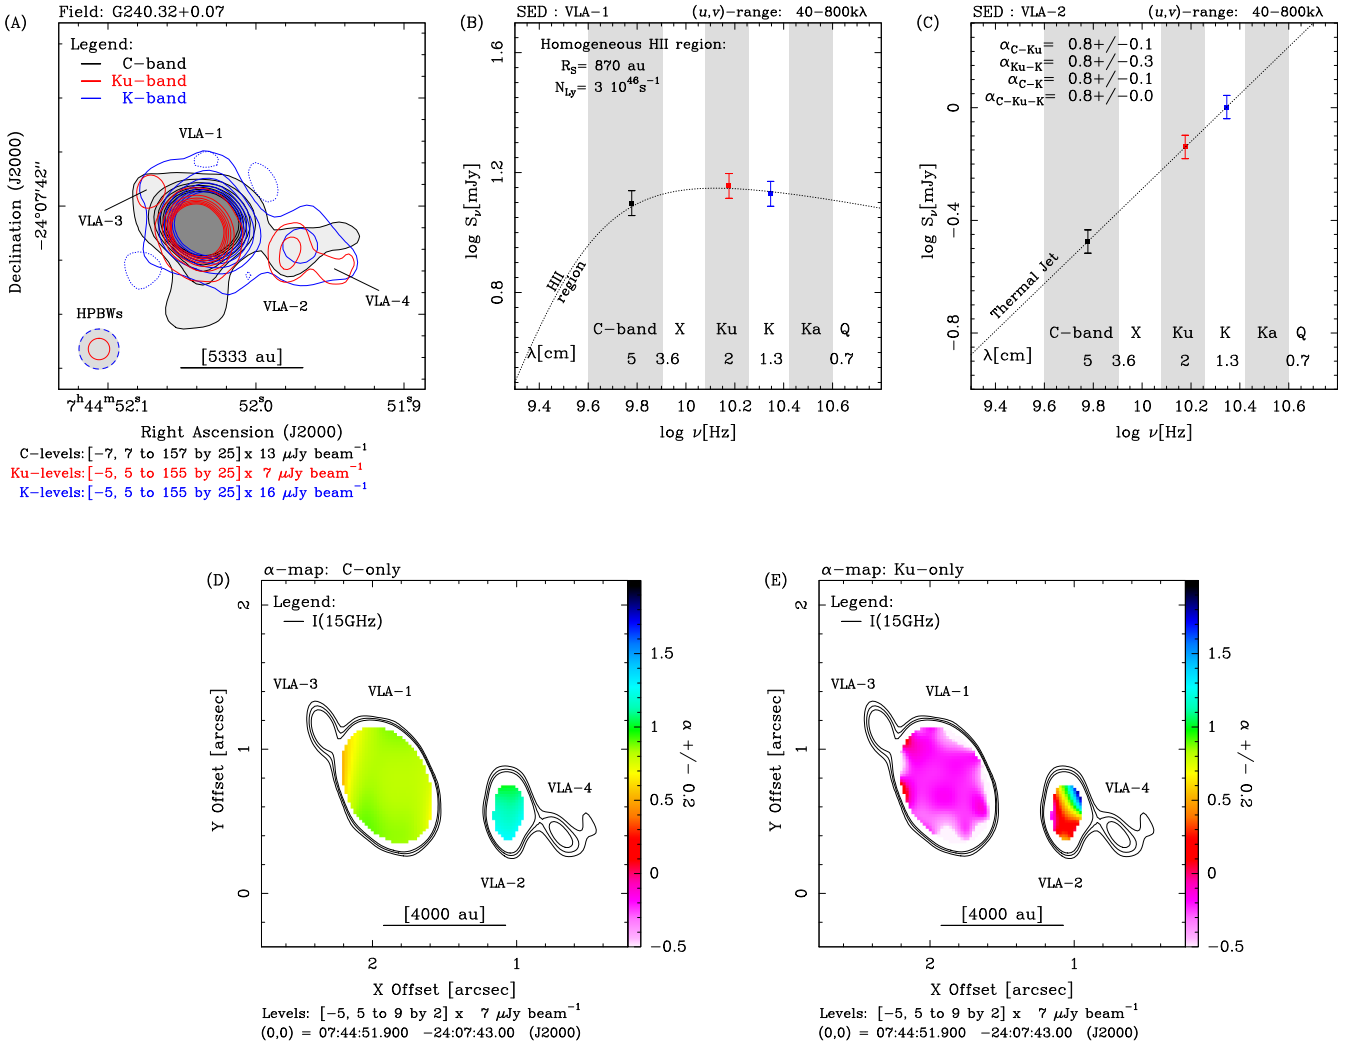 (A) Field: G240.32+0.07
Legend:
C−band
Ku−band
K−band
VLA−1
VLA−3
VLA−2
VLA−4
HPBWs
[5333 au]
Declination (J2000)
−24°07'42''
7h44m52s.1 52s.0 51s.9
Right Ascension (J2000)
C−levels:[−7, 7 to 157 by 25]x 13 μJy beam−1
Ku−levels:[−5, 5 to 155 by 25]x 7 μJy beam−1
K−levels:[−5, 5 to 155 by 25]x 16 μJy beam−1
(B) SED : VLA−1 (u,v)−range: 40−800kλ
Homogeneous HII region:
RS= 870 au
NLy= 3 10^46 s−1
log Sν[mJy]
1.6
1.2
0.8
HII region
C−band X Ku K Ka Q
λ[cm] 5 3.6 2 1.3 0.7
9.4 9.6 9.8 10 10.2 10.4 10.6
log ν[Hz]
(C) SED : VLA−2 (u,v)−range: 40−800kλ
αC−Ku= 0.8+/−0.1
αKu−K= 0.8+/−0.3
αC−K= 0.8+/−0.1
αC−Ku−K= 0.8+/−0.0
log Sν[mJy]
0
−0.4
−0.8
Thermal Jet
C−band X Ku K Ka Q
λ[cm] 5 3.6 2 1.3 0.7
9.4 9.6 9.8 10 10.2 10.4 10.6
log ν[Hz]
(D) α−map: C−only
Legend:
I(15GHz)
VLA−3
VLA−1
VLA−4
VLA−2
[4000 au]
Y Offset [arcsec]
2
1
0
2 1
X Offset [arcsec]
1.5
1
0.5
0
−0.5
α +/− 0.2
Levels: [−5, 5 to 9 by 2] x 7 μJy beam−1
(0,0) = 07:44:51.900 −24:07:43.00 (J2000)
(E) α−map: Ku−only
Legend:
I(15GHz)
VLA−3
VLA−1
VLA−4
VLA−2
[4000 au]
Y Offset [arcsec]
2
1
0
2 1
X Offset [arcsec]
1.5
1
0.5
0
−0.5
α +/− 0.2
Levels: [−5, 5 to 9 by 2] x 7 μJy beam−1
(0,0) = 07:44:51.900 −24:07:43.00 (J2000)